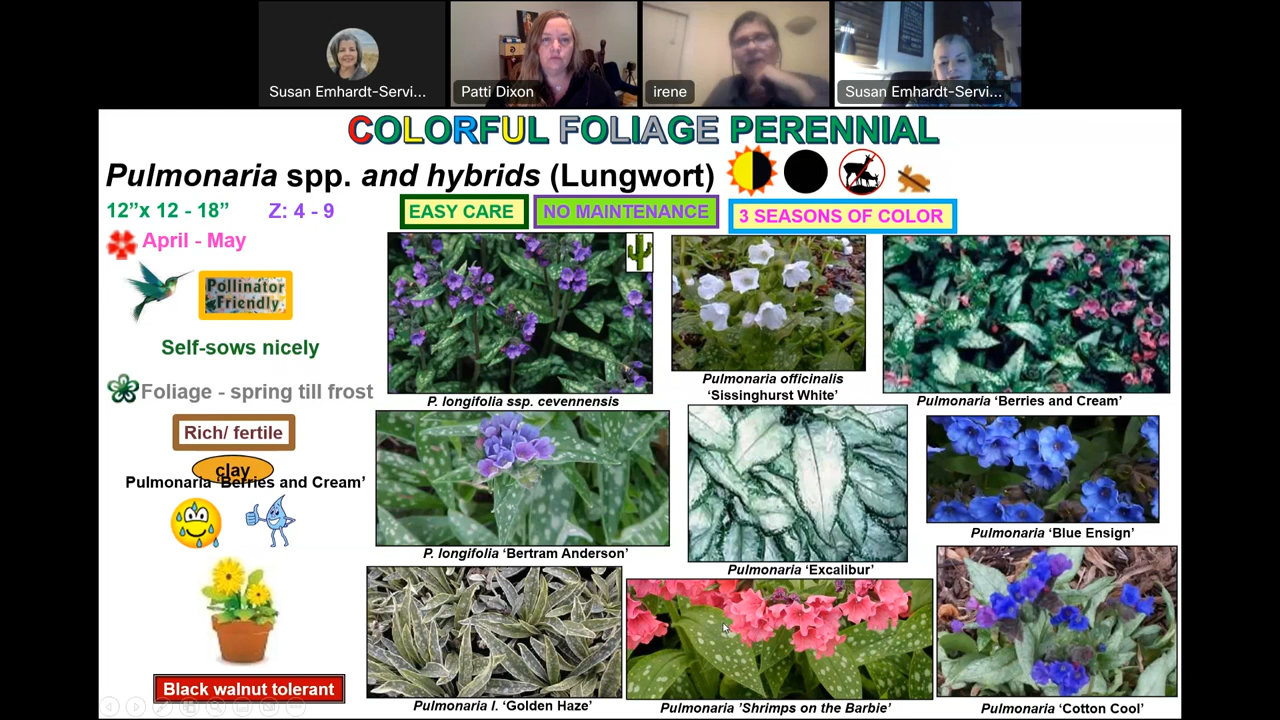 Susan Emhardt-Servi...
Patti Dixon
irene
Susan Emhardt-Servi...
COLORFUL FOLIAGE PERENNIAL
Pulmonaria spp. and hybrids (Lungwort)
12”x 12 - 18”
Z: 4 - 9
EASY CARE
NO MAINTENANCE
3 SEASONS OF COLOR
April - May
Pollinator
Friendly
Self-sows nicely
Foliage - spring till frost
Rich/ fertile
clay
Pulmonaria ‘Berries and Cream’
Black walnut tolerant
P. longifolia ssp. cevennensis
Pulmonaria officinalis
‘Sissinghurst White’
Pulmonaria ‘Berries and Cream’
P. longifolia ‘Bertram Anderson’
Pulmonaria ‘Excalibur’
Pulmonaria ‘Blue Ensign’
Pulmonaria l. ‘Golden Haze’
Pulmonaria ’Shrimps on the Barbie’
Pulmonaria ‘Cotton Cool’